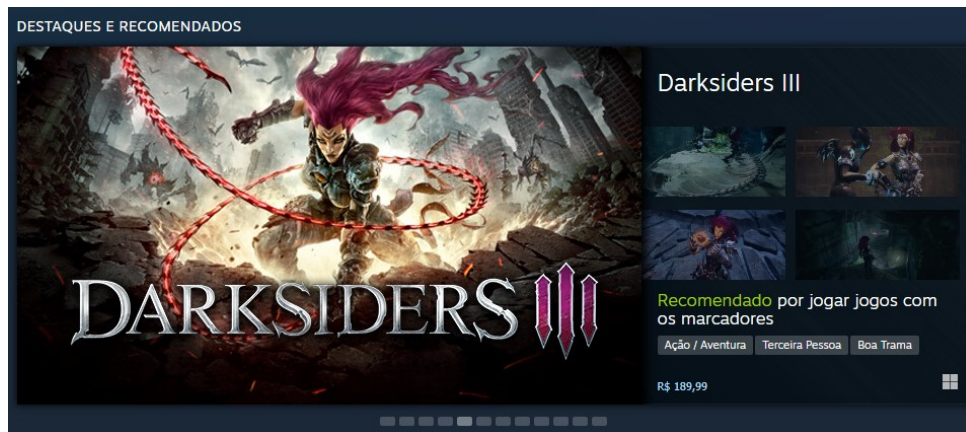 DESTAQUES E RECOMENDADOS
DARKSIDERS III
Darksiders III
Recomendado por jogar jogos com
os marcadores
Ação / Aventura Terceira Pessoa Boa Trama
R$ 189,99